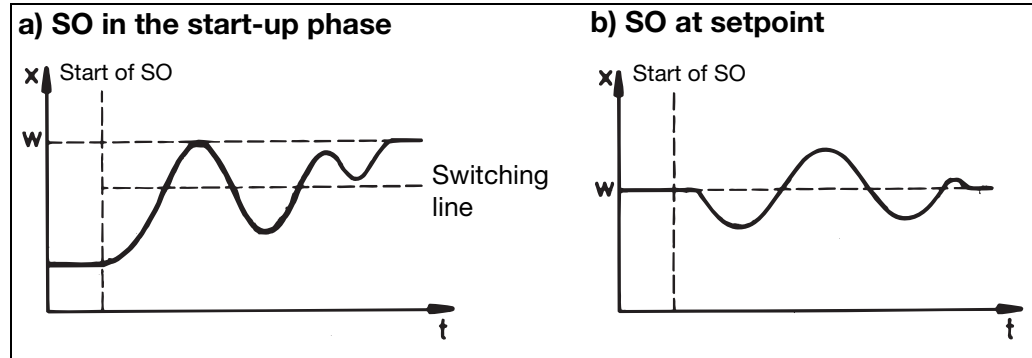 a) SO in the start-up phase
x
Start of SO
w
Switching
line
t
b) SO at setpoint
x
Start of SO
w
t